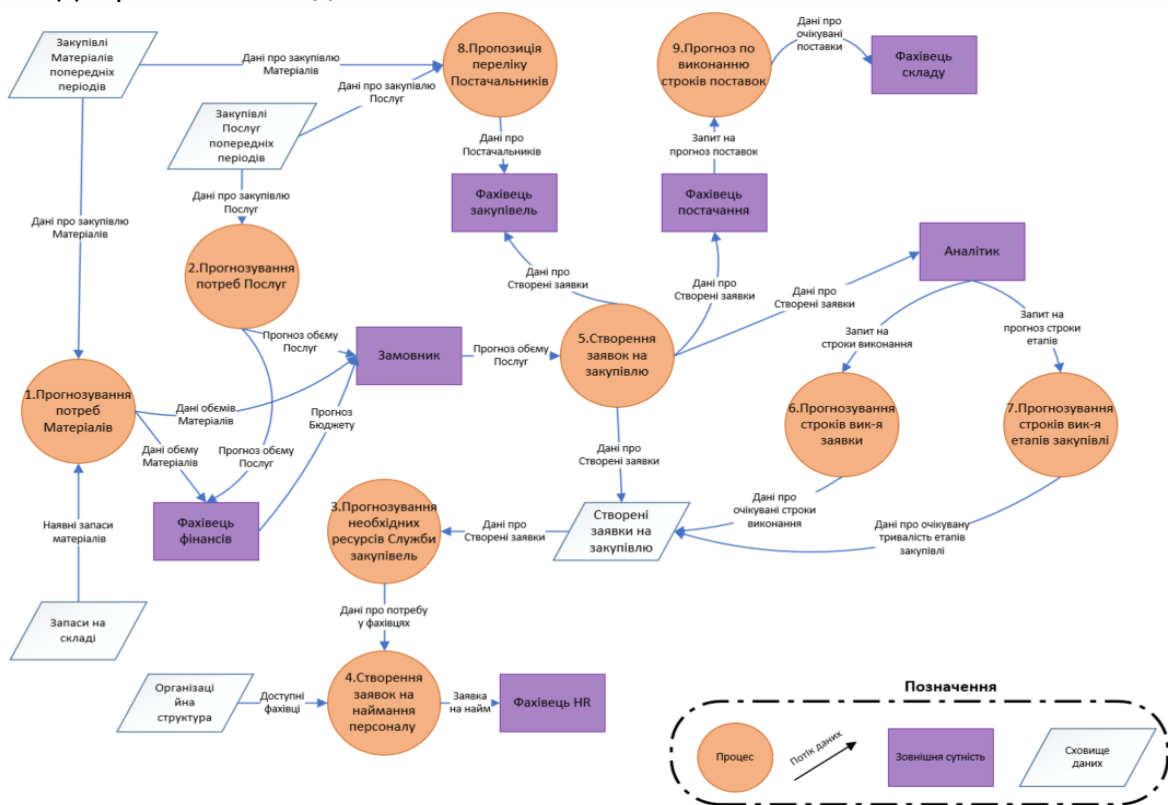 Закупівлі
Матеріалів
попередніх
періодів
Дані про закупівлю
Матеріалів
8.Пропозиція
переліку
Постачальників
9.Прогноз по
виконанню
строків поставок
Дані про
очікувані
поставки
Фахівець
складу
Дані про закупівлю
Послуг
Закупівлі
Послуг
попередніх
періодів
Дані про
Постачальників
Запит на
прогноз поставок
Фахівець
закупівель
Фахівець
постачання
Дані про закупівлю
Послуг
Дані про закупівлю
Матеріалів
2.Прогнозування
потреб Послуг
Аналітик
Дані про
Створені заявки
Дані про
Створені заявки
Дані про
Створені заявки
Прогноз обєму
Послуг
Замовник
Прогноз обєму
Послуг
5.Створення
заявок на
закупівлю
Запит на
строки виконання
Запит на
прогноз строки
етапів
1.Прогнозування
потреб
Матеріалів
Дані обємів
Матеріалів
Прогноз
Бюджету
6.Прогнозування
строків вик-я
заявки
7.Прогнозування
строків вик-я
етапів закупівлі
Дані обєму
Матеріалів
Прогноз обєму
Послуг
Дані про
Створені заявки
Фахівець
фінансів
Наявні запаси
матеріалів
3.Прогнозування
необхідних
ресурсів Служби
закупівель
Дані про
Створені заявки
Створені
заявки на
закупівлю
Дані про
очікувані строки
виконання
Дані про очікувану
тривалість етапів
закупівлі
Запаси на
складі
Дані про потребу
у фахівцях
Організаці
йна
структура
Доступні
фахівці
4.Створення
заявок на
наймання
персоналу
Заявка
на найм
Фахівець HR
Позначення
Процес
Потік даних
Зовнішня сутність
Сховище
даних